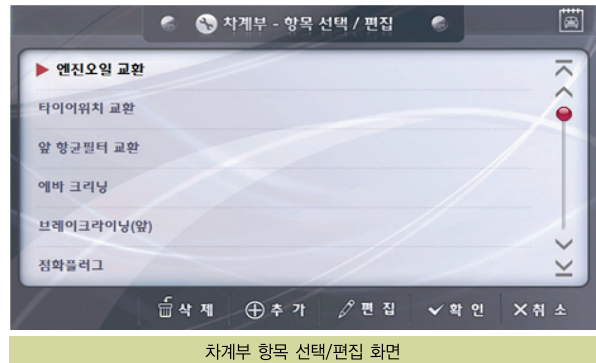 차계부 - 항목 선택 / 편집
엔진오일 교환
타이어위치 교환
앞 향균필터 교환
에바 크리닝
브레이크라이닝(앞)
점화플러그
삭 제 추 가 편 집 확 인 취 소
차계부 항목 선택/편집 화면